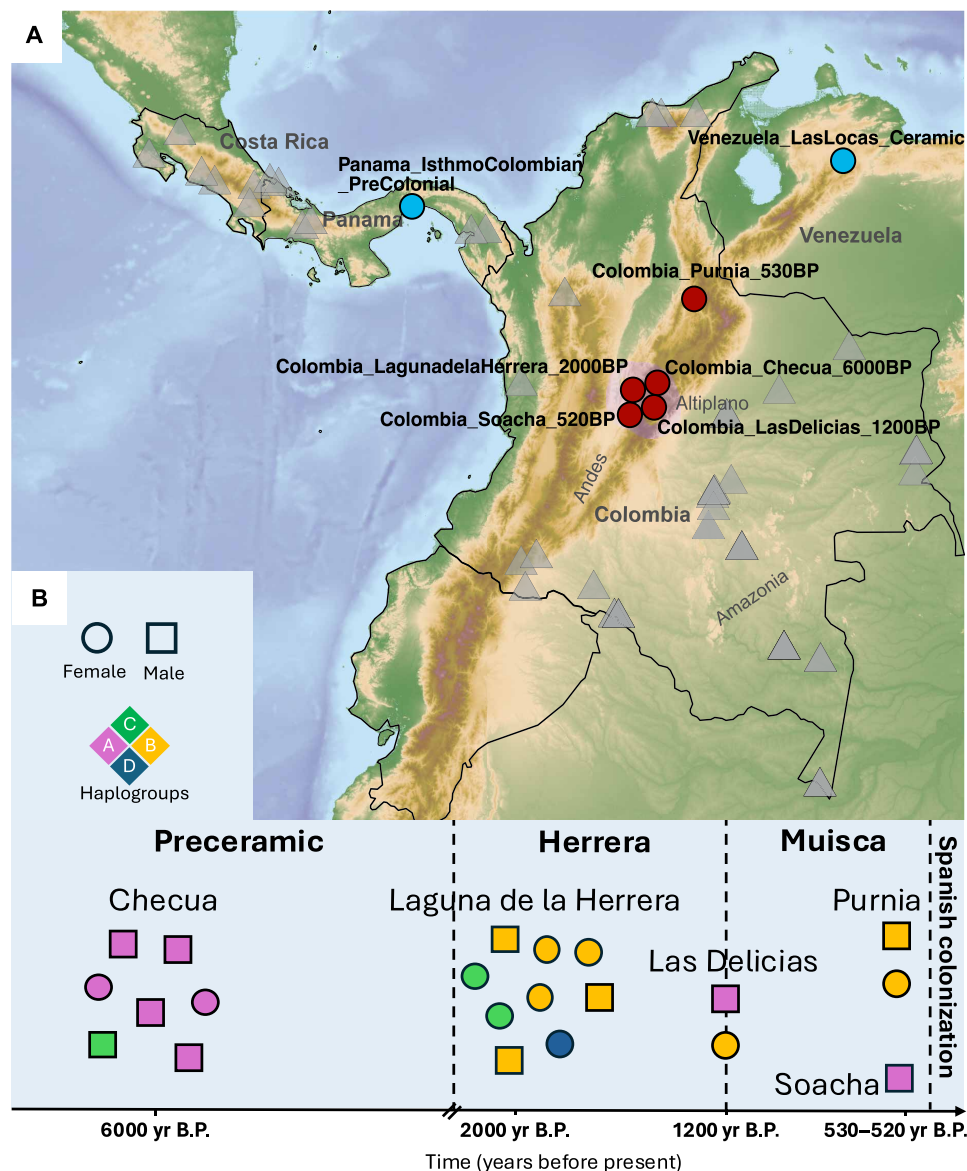 A
Costa Rica
Panama_IsthmoColombian
_PreColonial
Panama
Venezuela_LasLocas_Ceramic
Venezuela
Colombia_Purnia_530BP
Colombia_LagunadelaHerrera_2000BP
Colombia_Checua_6000BP
Altiplano
Colombia_Soacha_520BP
Colombia_LasDelicias_1200BP
Andes
Colombia
Amazonia
B
Female
Male
C
A
B
D
Haplogroups
Preceramic
Herrera
Muisca
Spanish colonization
Checua
Laguna de la Herrera
Purnia
Las Delicias
Soacha
6000 yr B.P.
2000 yr B.P.
1200 yr B.P.
530–520 yr B.P.
Time (years before present)